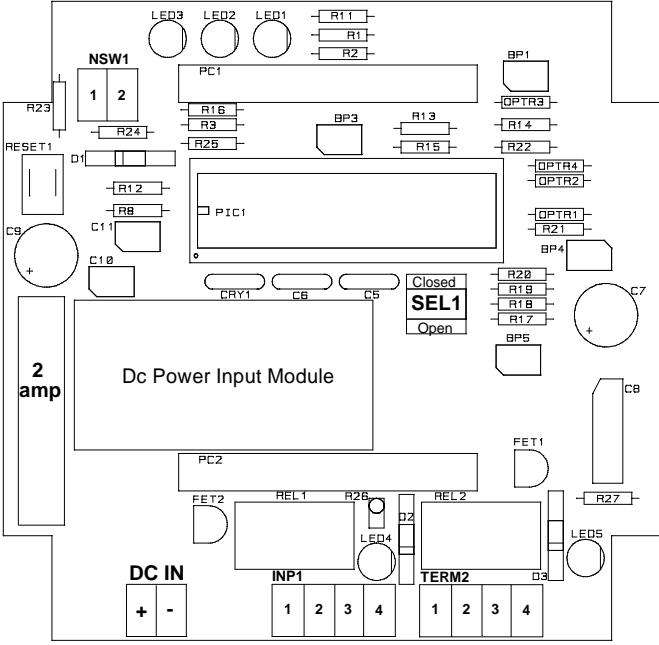 LED3 LED2 LED1 R11
R1
R2
NSW1
BP1
PC1
1 2
R23
R16
OPTR3
R3
BP3
R13
R14
R24
R25
R15
R22
RESET1
D1
OPTR4
OPTR2
R12
R8
PIC1
OPTR1
C11
R21
C9
BP4
C10
R20
Closed
R19
C7
CRY1 C6 C5
SEL1
R18
R17
Open
+
+
BP5
2
amp
Dc Power Input Module
C8
FET1
PC2
REL1
R26
REL2
FET2
R27
D2
LED4
LED5
DC IN
INP1
TERM2
D3
+ -
1 2 3 4
1 2 3 4